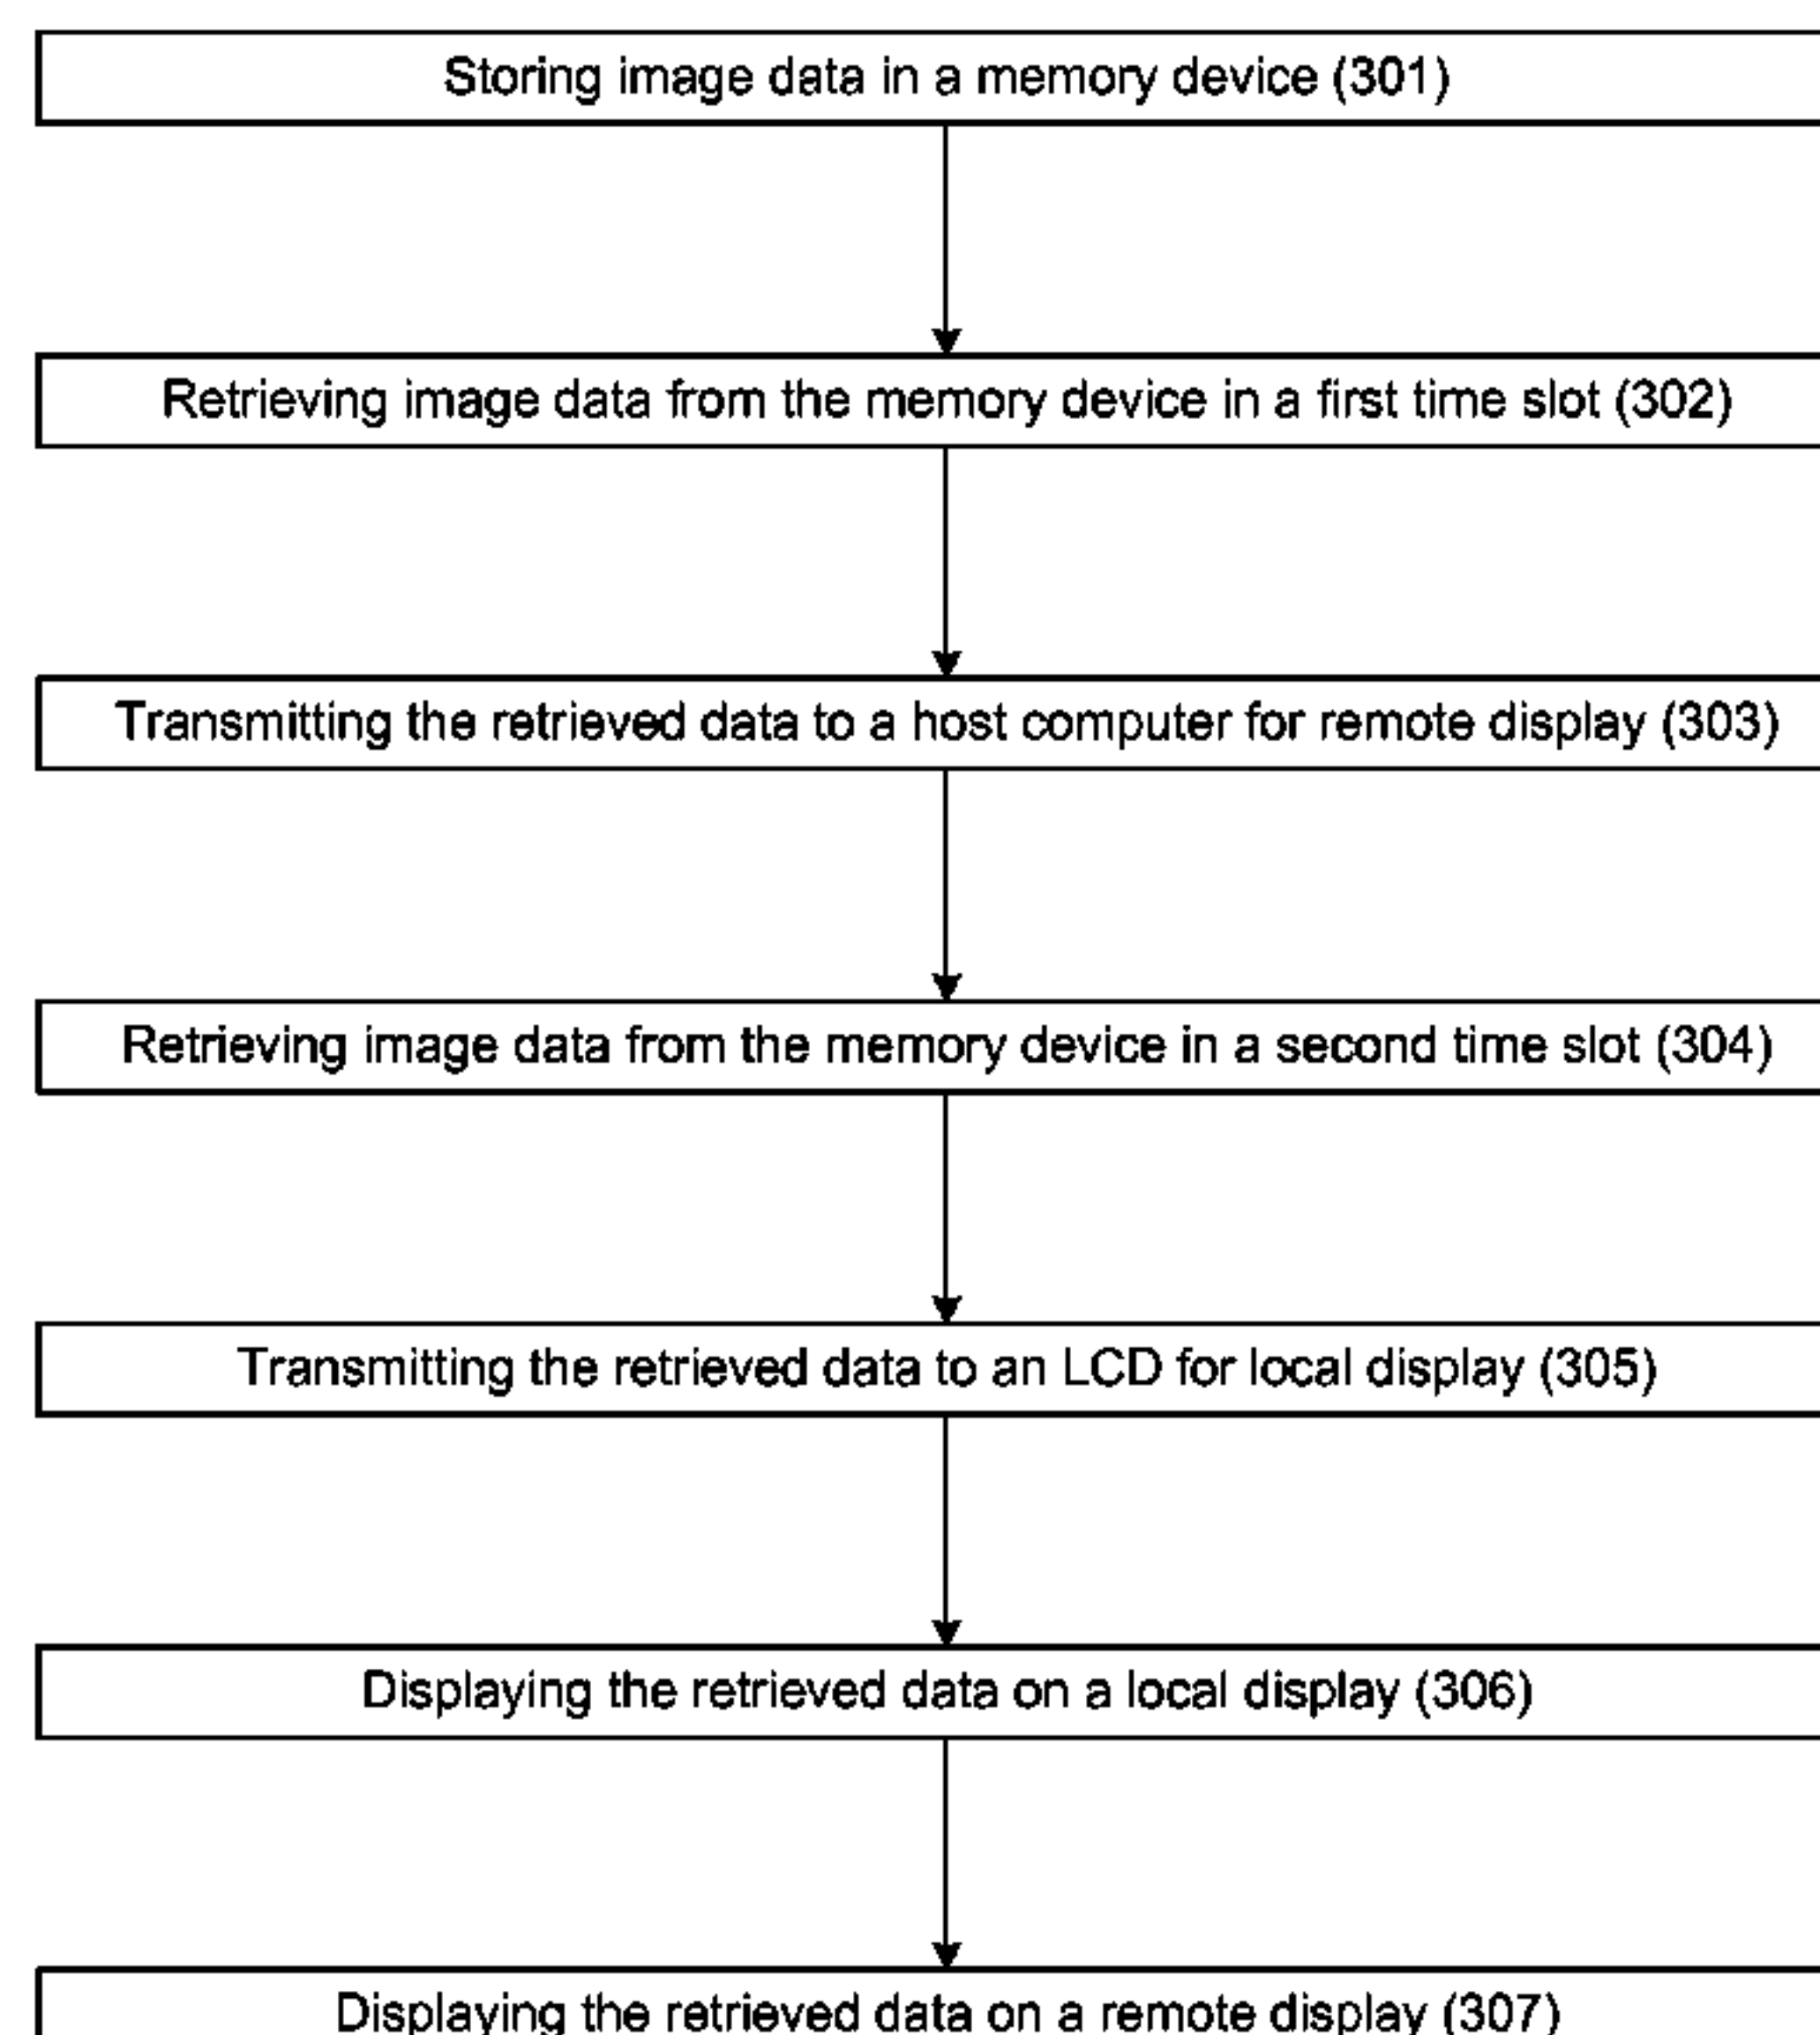 Storing image data in a memory device (301)
Retrieving image data from the memory device in a first time slot (302)
Transmitting the retrieved data to a host computer for remote display (303)
Retrieving image data from the memory device in a second time slot (304)
Transmitting the retrieved data to an LCD for local display (305)
Displaying the retrieved data on a local display (306)
Displaying the retrieved data on a remote display (307)